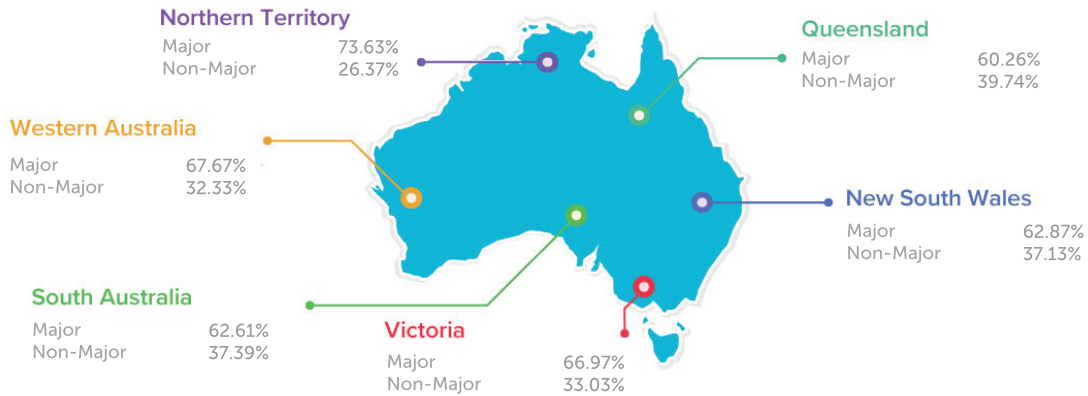 Northern Territory
Major 73.63%
Non-Major 26.37%
Queensland
Major 60.26%
Non-Major 39.74%
Western Australia
Major 67.67%
Non-Major 32.33%
New South Wales
Major 62.87%
Non-Major 37.13%
South Australia
Major 62.61%
Non-Major 37.39%
Victoria
Major 66.97%
Non-Major 33.03%